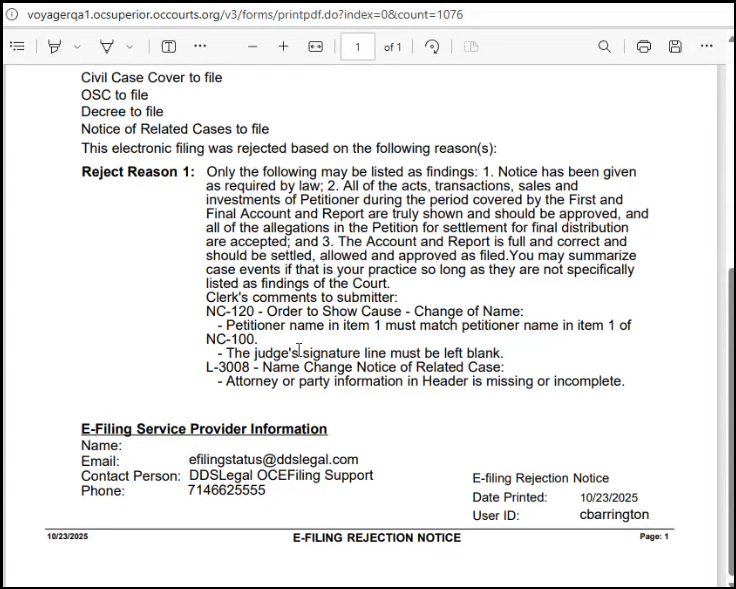 voyagerqa1.ocsuperior.occourts.org/v3/forms/printpdf.do?index=0&count=1076
1 of 1
Civil Case Cover to file
OSC to file
Decree to file
Notice of Related Cases to file
This electronic filing was rejected based on the following reason(s):
Reject Reason 1: Only the following may be listed as findings: 1. Notice has been given
as required by law; 2. All of the acts, transactions, sales and
investments of Petitioner during the period covered by the First and
Final Account and Report are truly shown and should be approved, and
all of the allegations in the Petition for settlement for final distribution
are accepted; and 3. The Account and Report is full and correct and
should be settled, allowed and approved as filed.You may summarize
case events if that is your practice so long as they are not specifically
listed as findings of the Court.
Clerk's comments to submitter:
NC-120 - Order to Show Cause - Change of Name:
- Petitioner name in item 1 must match petitioner name in item 1 of
NC-100.
- The judge's signature line must be left blank.
L-3008 - Name Change Notice of Related Case:
- Attorney or party information in Header is missing or incomplete.
E-Filing Service Provider Information
Name:
Email: efilingstatus@ddslegal.com
Contact Person: DDSLegal OCEFiling Support
Phone: 7146625555
E-filing Rejection Notice
Date Printed: 10/23/2025
User ID: cbarrington
10/23/2025 E-FILING REJECTION NOTICE Page: 1